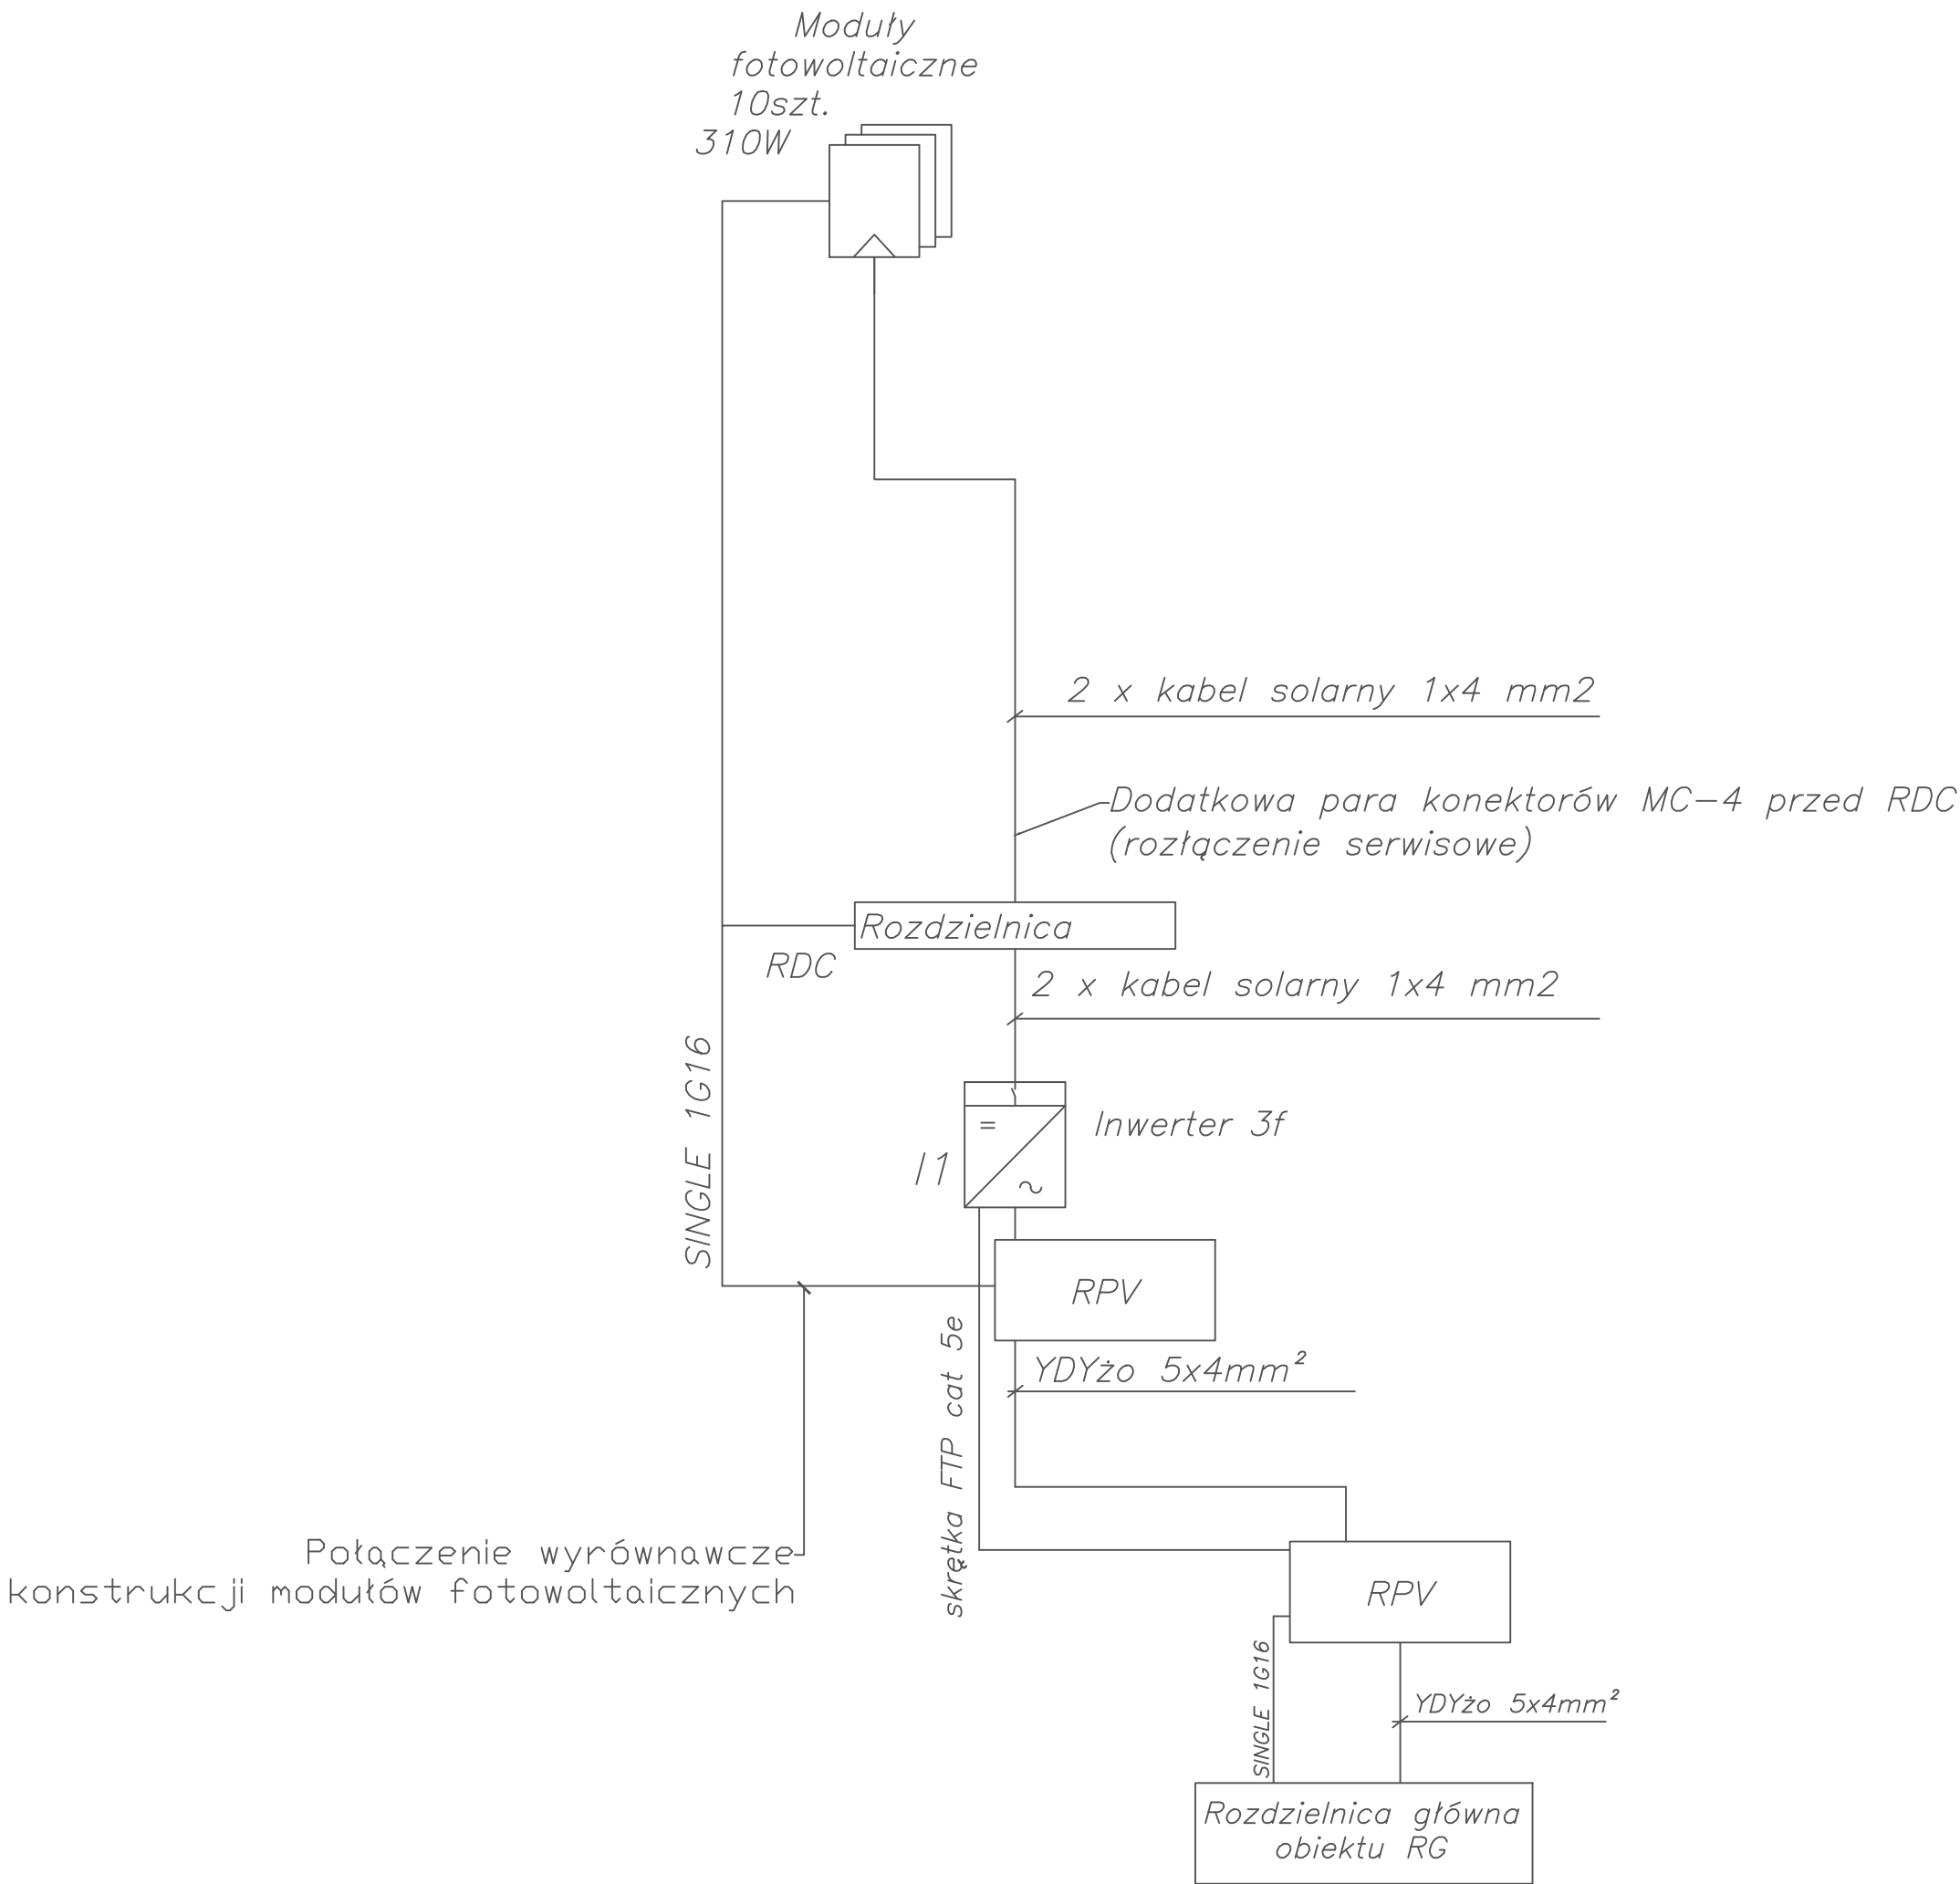 Moduły
fotowoltaiczne
10szt.
310W
2 x kabel solarny 1x4 mm2
Dodatkowa para konektorów MC-4 przed RDC
(rozłączenie serwisowe)
Rozdzielnica
RDC
2 x kabel solarny 1x4 mm2
SINGLE 1G16
Inwerter 3f
I1
=
~
RPV
YDYżo 5x4mm²
skrętka FTP cat 5e
Połączenie wyrównawcze
konstrukcji modułów fotowoltaicznych
RPV
SINGLE 1G16
YDYżo 5x4mm²
Rozdzielnica główna
obiektu RG